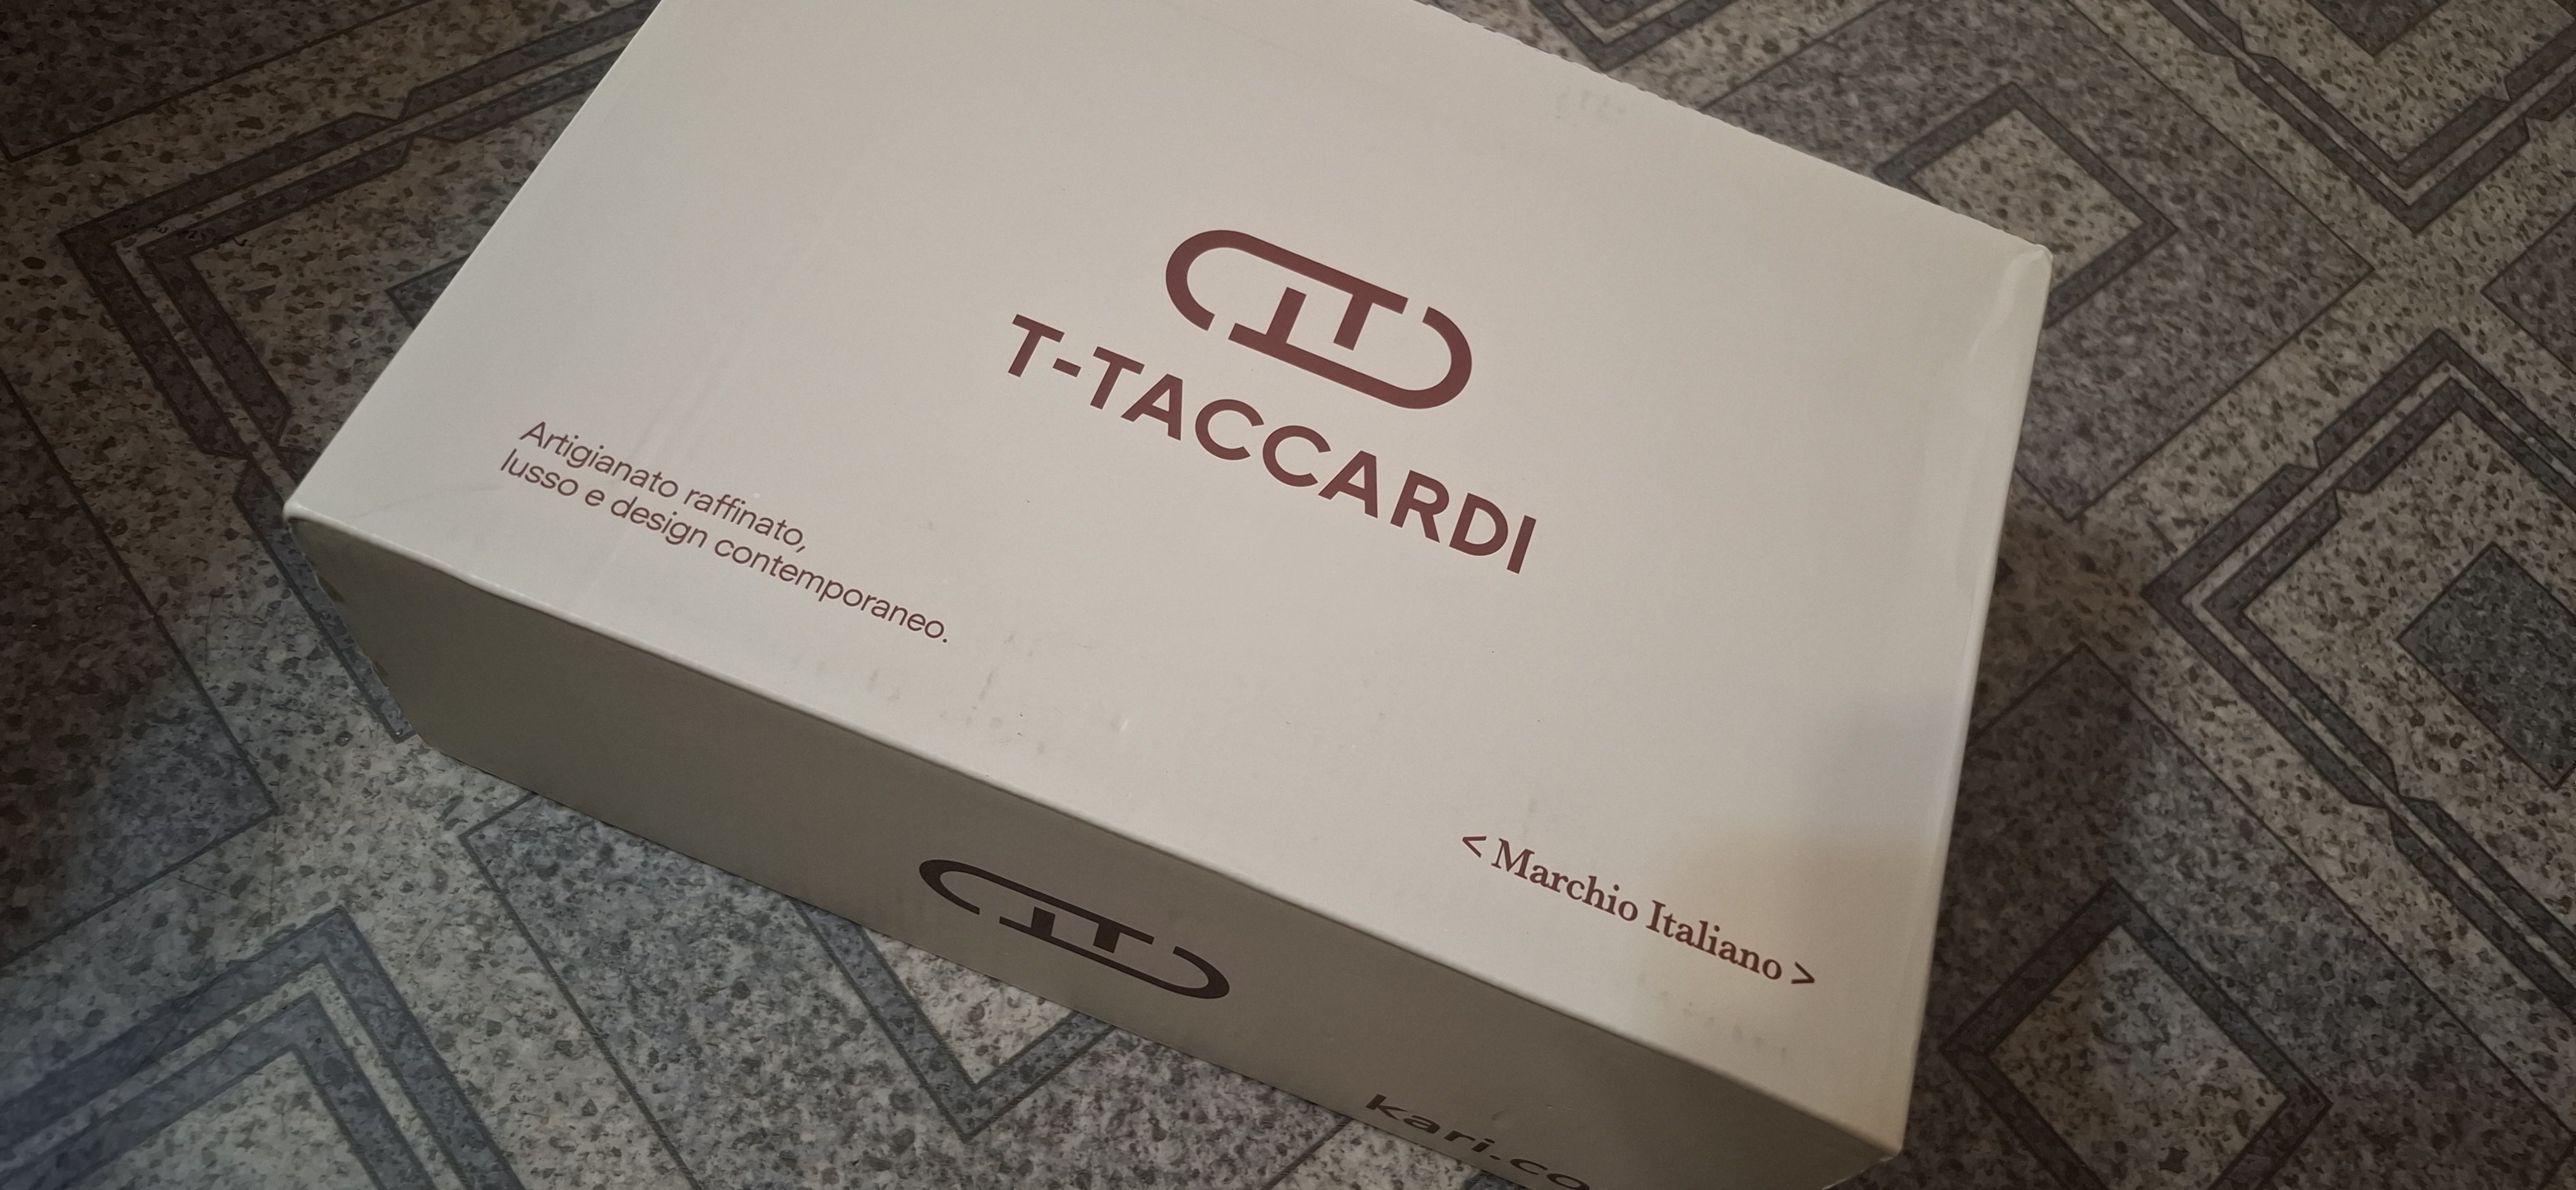 T-TACCARDI
Artigianato raffinato,
lusso e design contemporaneo.
< Marchio Italiano >
kari.co